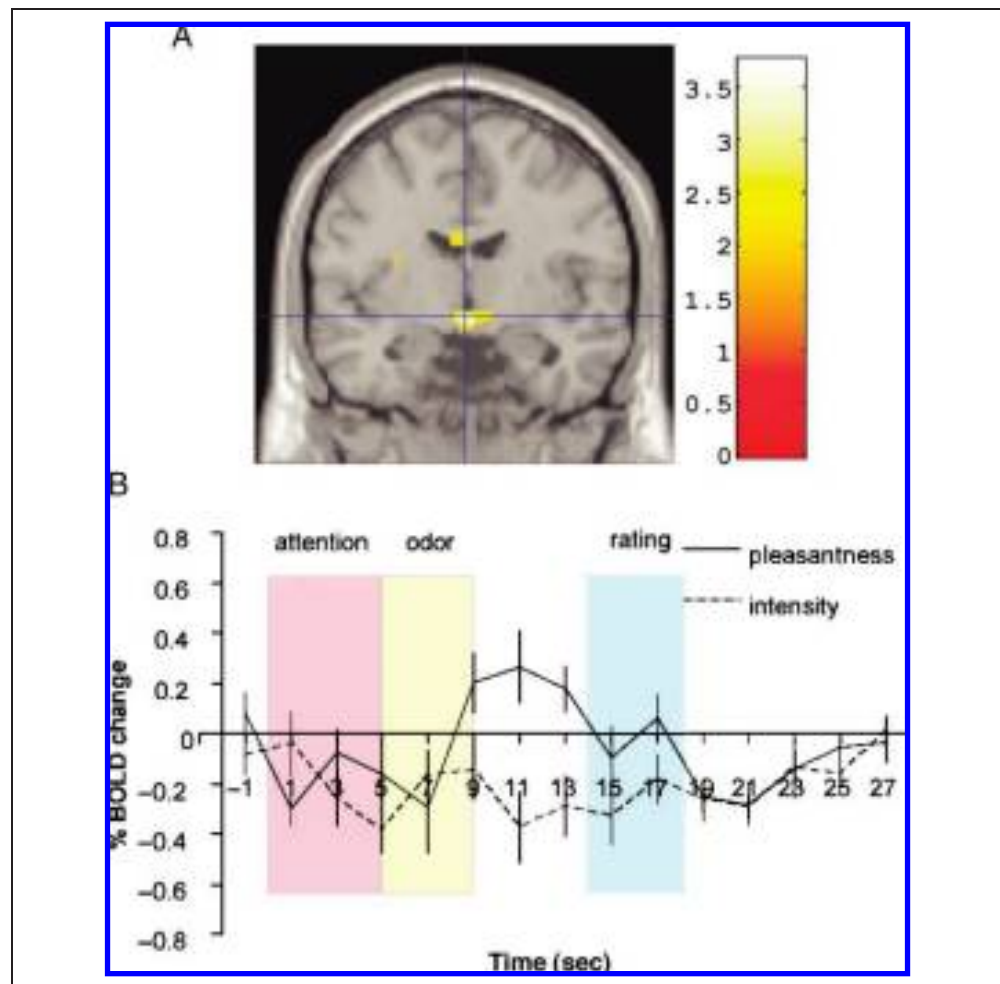 A
3.5
3
2.5
2
1.5
1
0.5
0
B
0.8
0.6
0.4
0.2
0
–0.2
–0.4
–0.6
–0.8
% BOLD change
attention
odor
rating
pleasantness
intensity
–1 1 3 5 7 9 11 13 15 17 19 21 23 25 27
Time (sec)